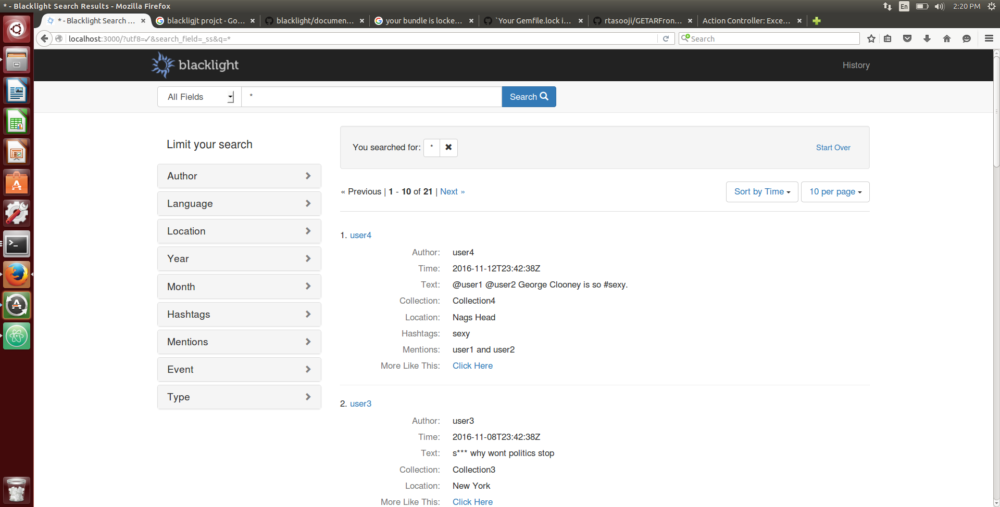 * - Blacklight Search Results - Mozilla Firefox
En
2:20 PM
* - Blacklight Search ...
blackligjt projct - Go...
blacklight/documen...
your bundle is locke...
`Your Gemfile.lock i...
rtasooji/GETARFron...
Action Controller: Exce...
localhost:3000/?utf8=✓&search_field=_ss&q=*
Search
blacklight
History
All Fields
*
Search
Limit your search
Author
Language
Location
Year
Month
Hashtags
Mentions
Event
Type
You searched for: *
Start Over
« Previous | 1 - 10 of 21 | Next »
Sort by Time
10 per page
1. user4
Author: user4
Time: 2016-11-12T23:42:38Z
Text: @user1 @user2 George Clooney is so #sexy.
Collection: Collection4
Location: Nags Head
Hashtags: sexy
Mentions: user1 and user2
More Like This: Click Here
2. user3
Author: user3
Time: 2016-11-08T23:42:38Z
Text: s*** why wont politics stop
Collection: Collection3
Location: New York
More Like This: Click Here